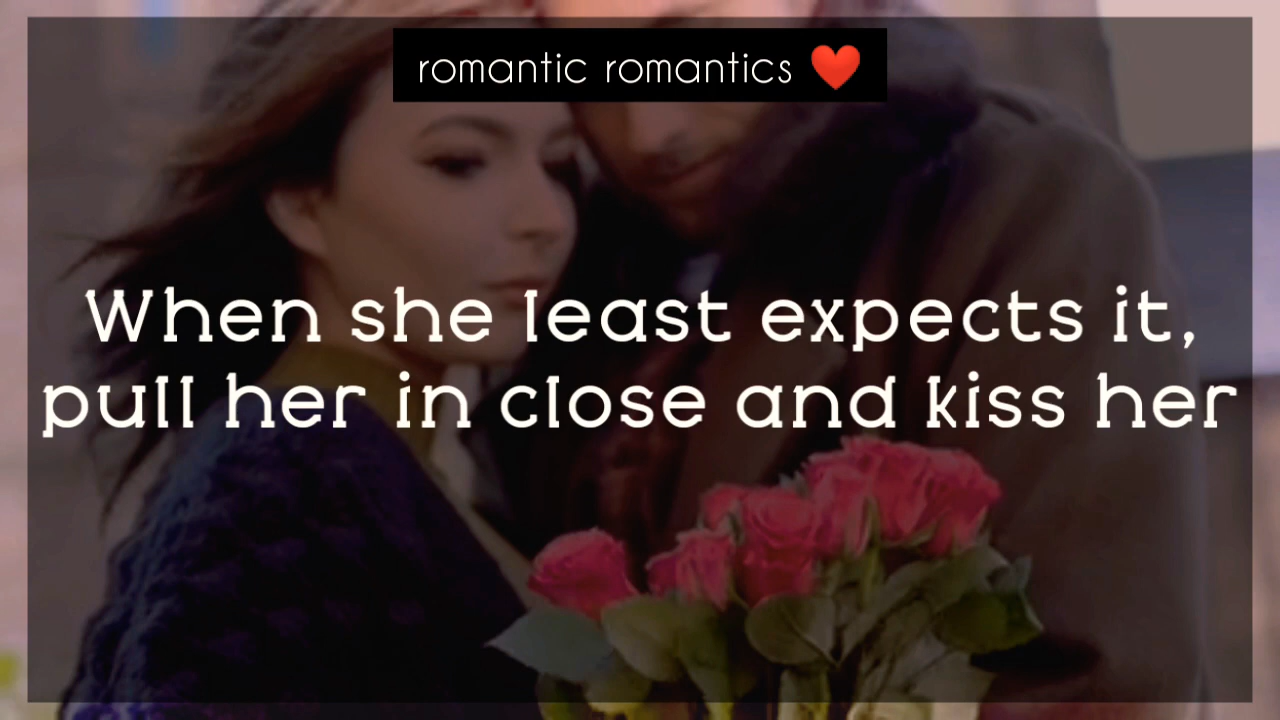 romantic romantics ❤️
When she least expects it,
pull her in close and kiss her